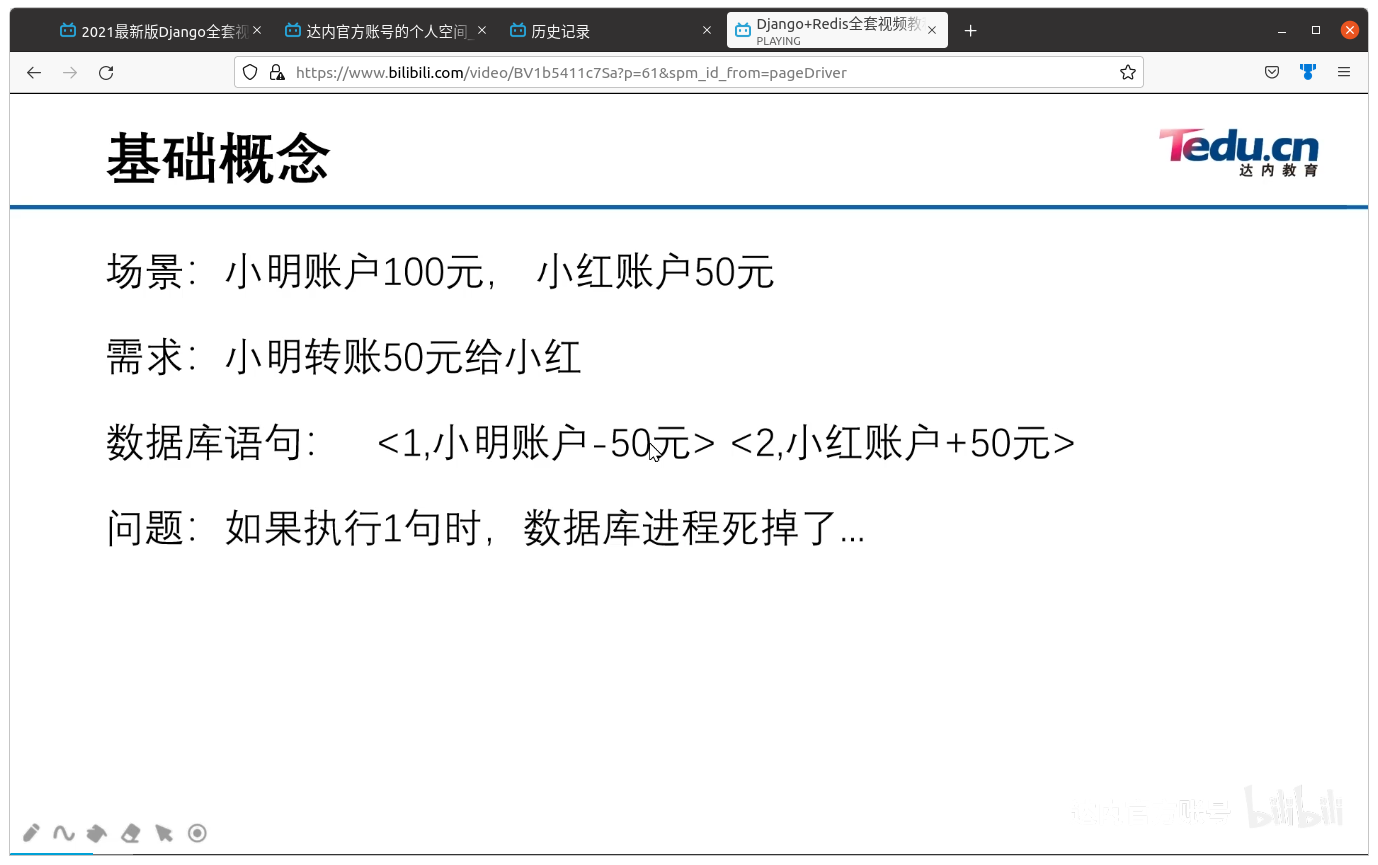 2021最新版Django全套视
达内官方账号的个人空间_
历史记录
Django+Redis全套视频教
PLAYING
https://www.bilibili.com/video/BV1b5411c7Sa?p=61&spm_id_from=pageDriver
基础概念
Tedu.cn
达内教育
场景：小明账户100元， 小红账户50元
需求：小明转账50元给小红
数据库语句： <1,小明账户-50元> <2,小红账户+50元>
问题：如果执行1句时，数据库进程死掉了...
bilibili